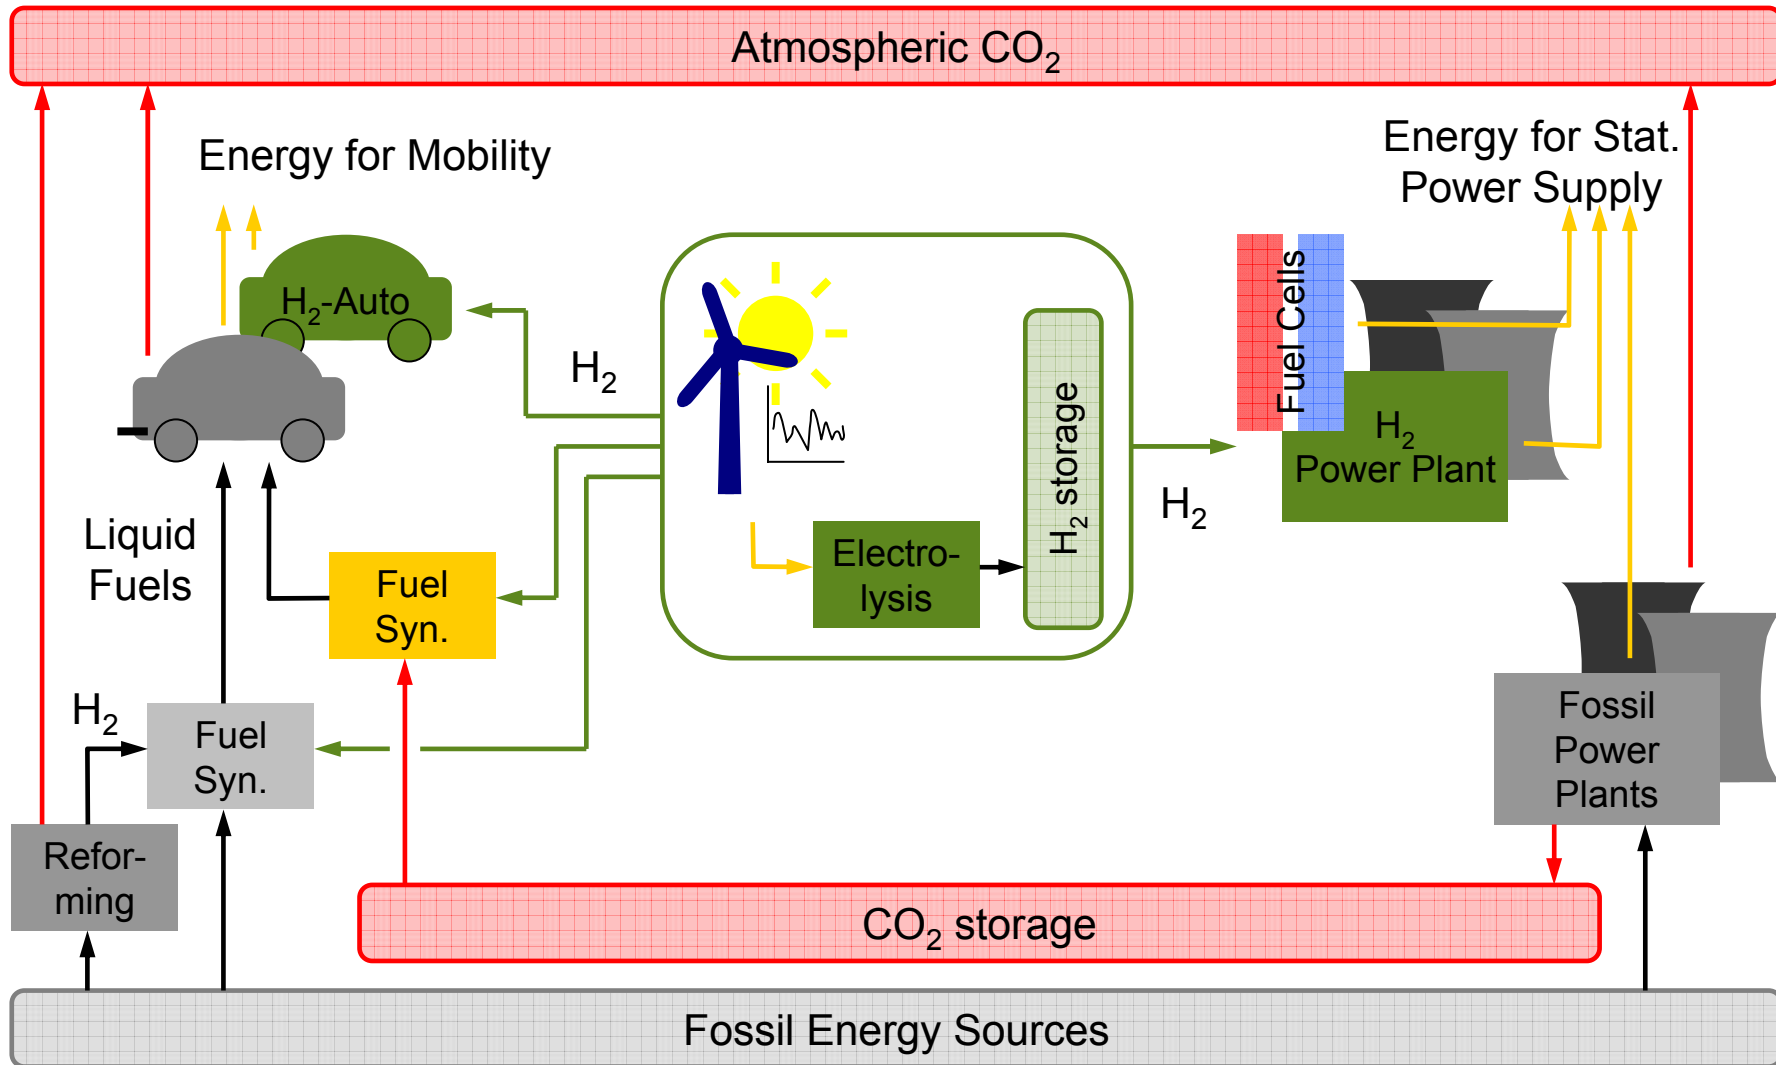 Atmospheric CO₂
Energy for Mobility
Energy for Stat.
Power Supply
H₂-Auto
H₂
Fuel Cells
H₂
Power Plant
H₂ storage
H₂
Liquid
Fuels
Electro-
lysis
Fuel
Syn.
H₂
Fuel
Syn.
Fossil
Power
Plants
Refor-
ming
CO₂ storage
Fossil Energy Sources